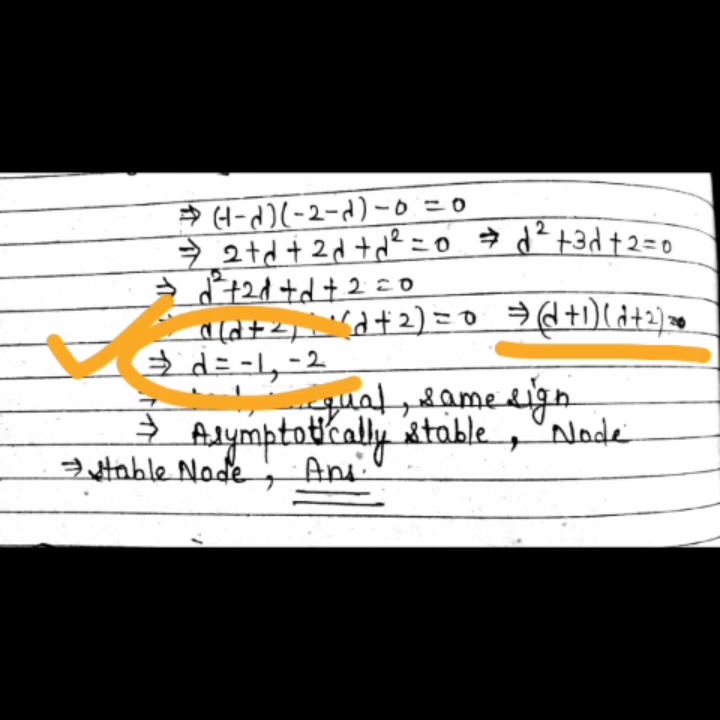 ⇒ (-1-d)(-2-d)-0 = 0
⇒ 2+d+2d+d² = 0 ⇒ d²+3d+2=0
⇒ d²+2d+d+2=0
d(d+2) (d+2)=0 ⇒(d+1)(d+2)=0
⇒ d = -1, -2
⇒ , same sign
⇒ Asymptotically stable, Node
⇒ stable Node, Ans.